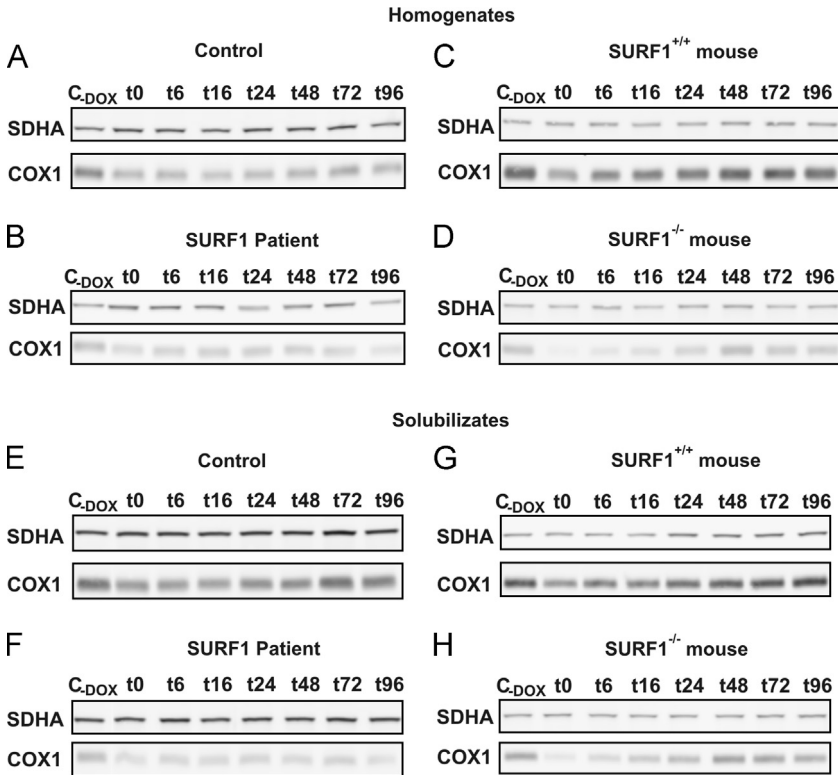 Homogenates
A Control
C-DOX t0 t6 t16 t24 t48 t72 t96
SDHA
COX1
C SURF1+/+ mouse
C-DOX t0 t6 t16 t24 t48 t72 t96
SDHA
COX1
B SURF1 Patient
C-DOX t0 t6 t16 t24 t48 t72 t96
SDHA
COX1
D SURF1-/- mouse
C-DOX t0 t6 t16 t24 t48 t72 t96
SDHA
COX1
Solubilizates
E Control
C-DOX t0 t6 t16 t24 t48 t72 t96
SDHA
COX1
G SURF1+/+ mouse
C-DOX t0 t6 t16 t24 t48 t72 t96
SDHA
COX1
F SURF1 Patient
C-DOX t0 t6 t16 t24 t48 t72 t96
SDHA
COX1
H SURF1-/- mouse
C-DOX t0 t6 t16 t24 t48 t72 t96
SDHA
COX1